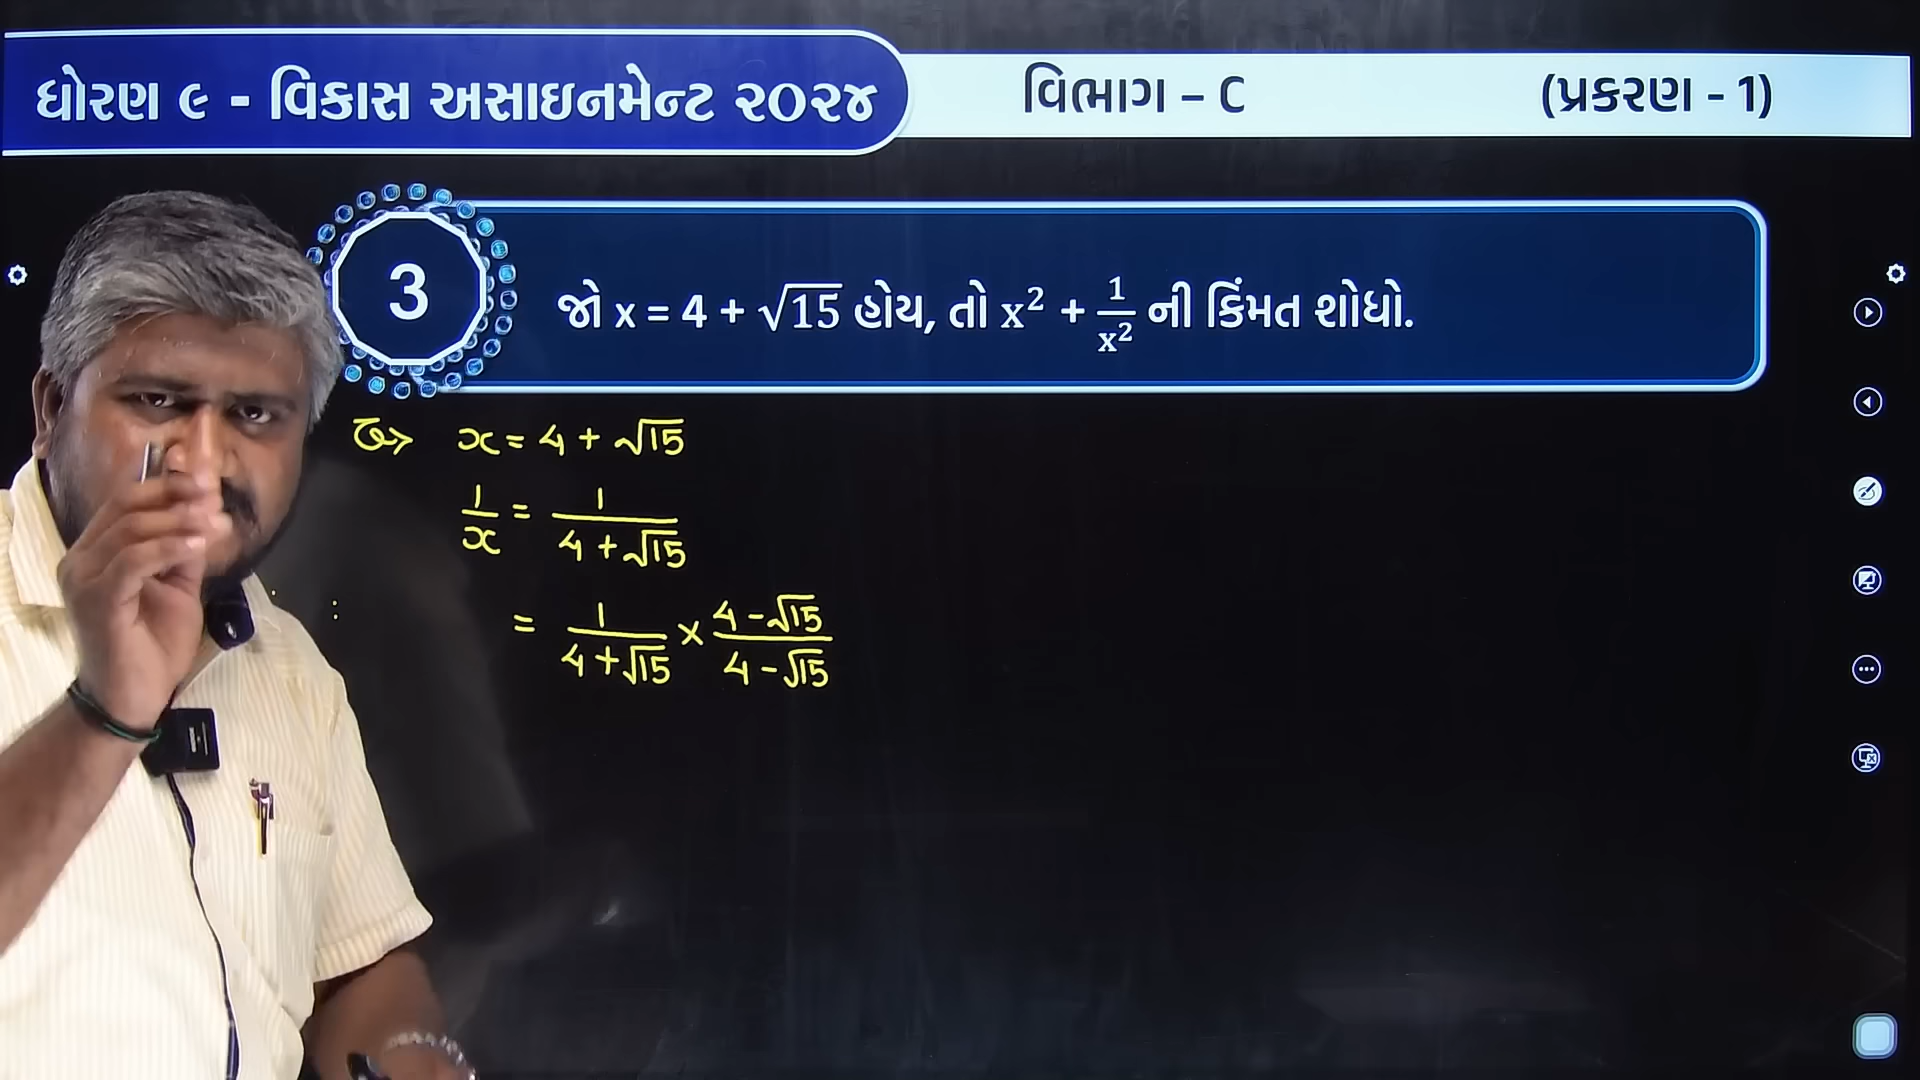 ધોરણ ૯ - વિકાસ અસાઇનમેન્ટ ૨૦૨૪
વિભાગ – C
(પ્રકરણ - 1)
3
જો x = 4 + √15 હોય, તો x² + 1/x² ની કિંમત શોધો.
જ> x = 4 + √15
1/x = 1/(4 + √15)
= 1/(4 + √15) × (4 - √15)/(4 - √15)